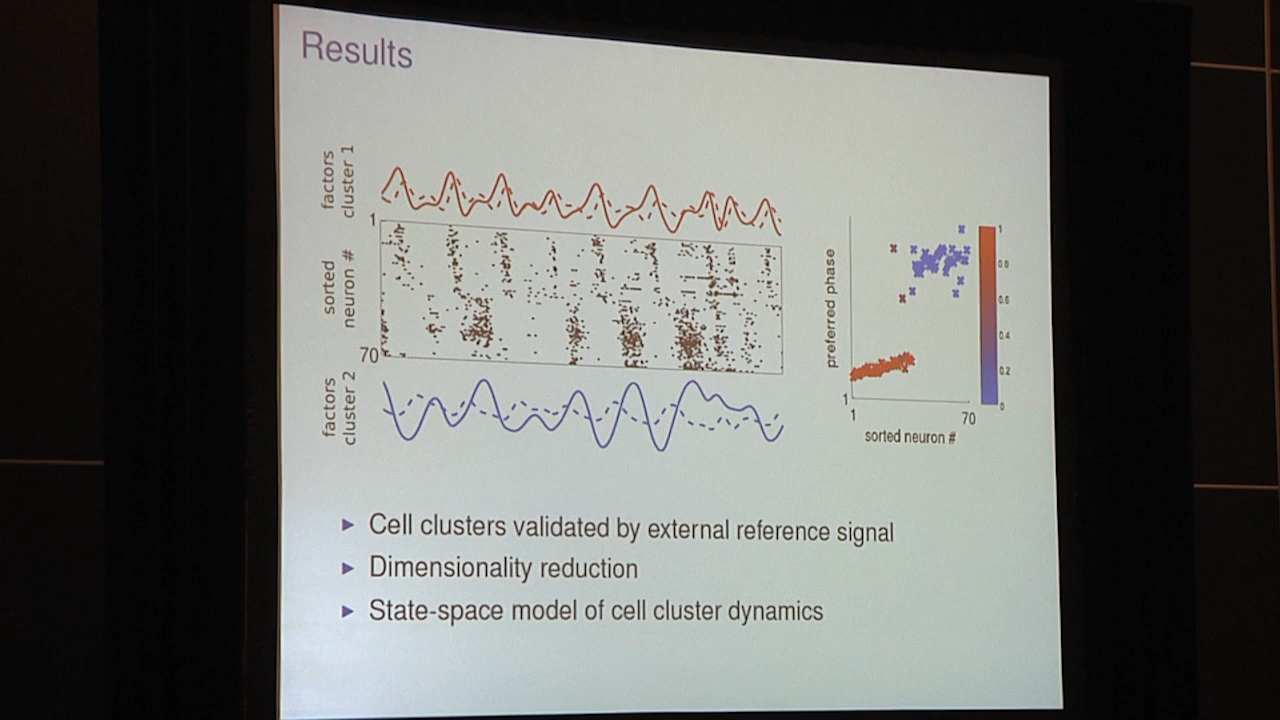 Results
factors
cluster 1
1
sorted
neuron #
70
factors
cluster 2
preferred phase
1
1
70
sorted neuron #
1
0.8
0.6
0.4
0.2
0
Cell clusters validated by external reference signal
Dimensionality reduction
State-space model of cell cluster dynamics